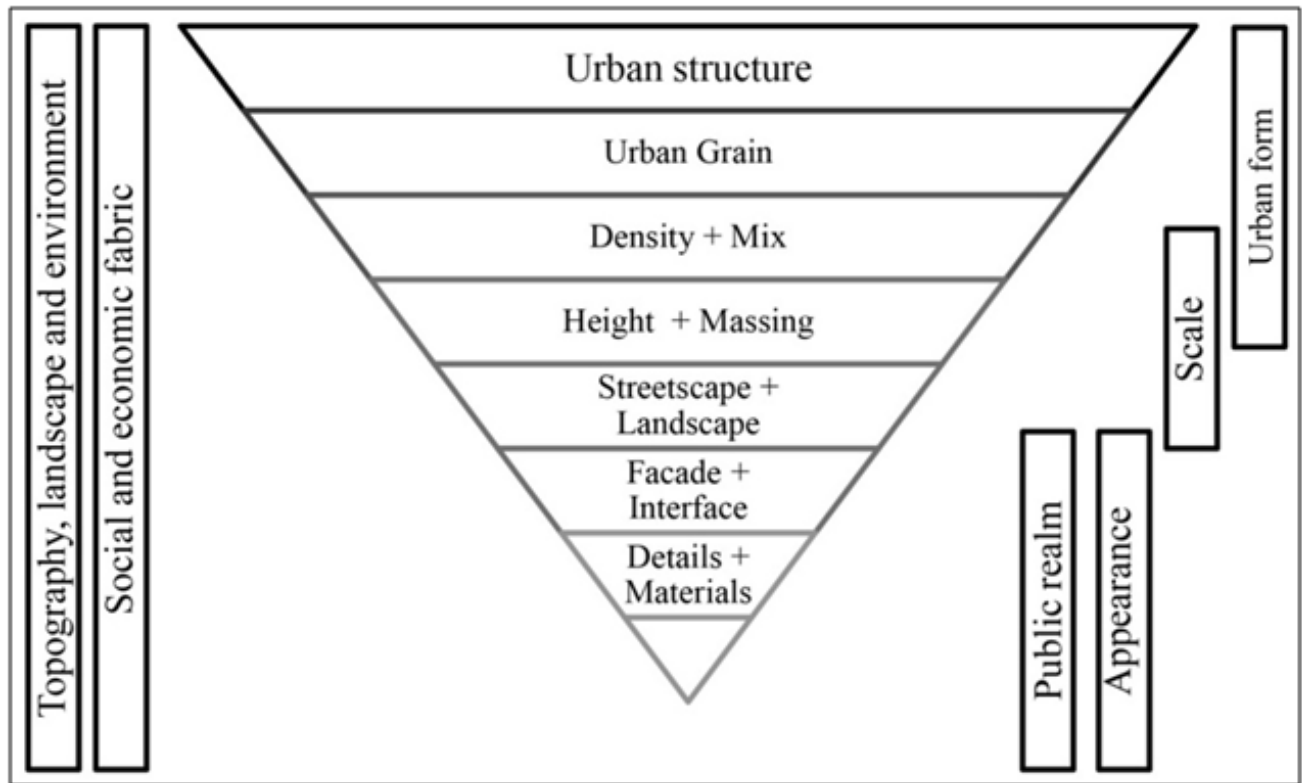 Topography, landscape and environment
Social and economic fabric
Urban structure
Urban Grain
Density + Mix
Height + Massing
Streetscape +
Landscape
Facade +
Interface
Details +
Materials
Public realm
Appearance
Scale
Urban form